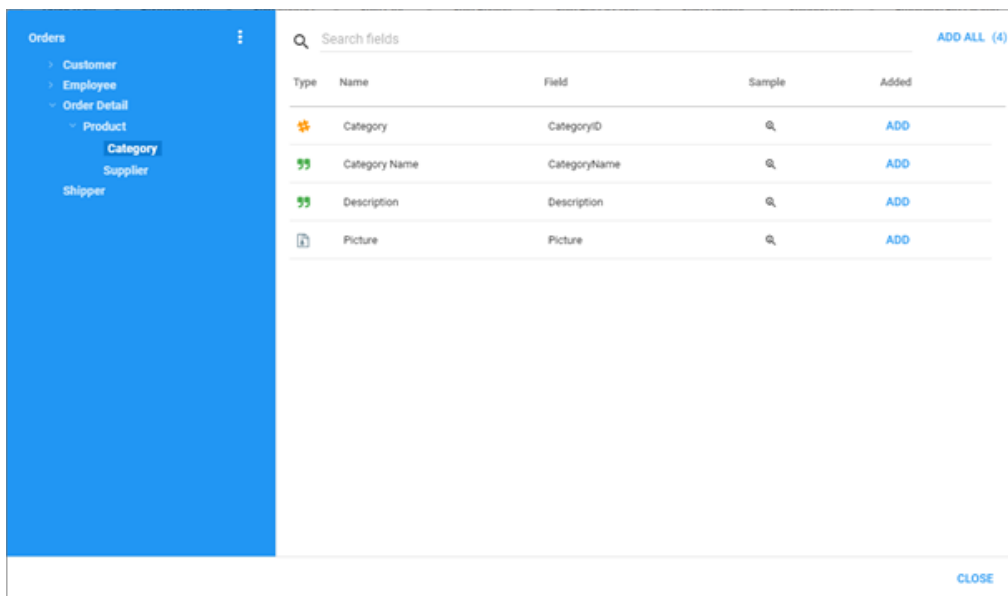 Orders
Customer
Employee
Order Detail
Product
Category
Supplier
Shipper
Search fields
ADD ALL (4)
Type Name Field Sample Added
Category CategoryID ADD
Category Name CategoryName ADD
Description Description ADD
Picture Picture ADD
CLOSE